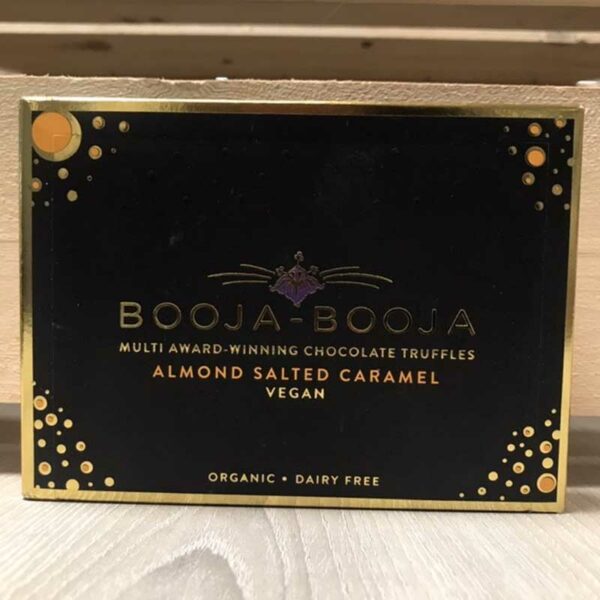 BOOJA-BOOJA
MULTI AWARD-WINNING CHOCOLATE TRUFFLES
ALMOND SALTED CARAMEL
VEGAN
ORGANIC • DAIRY FREE